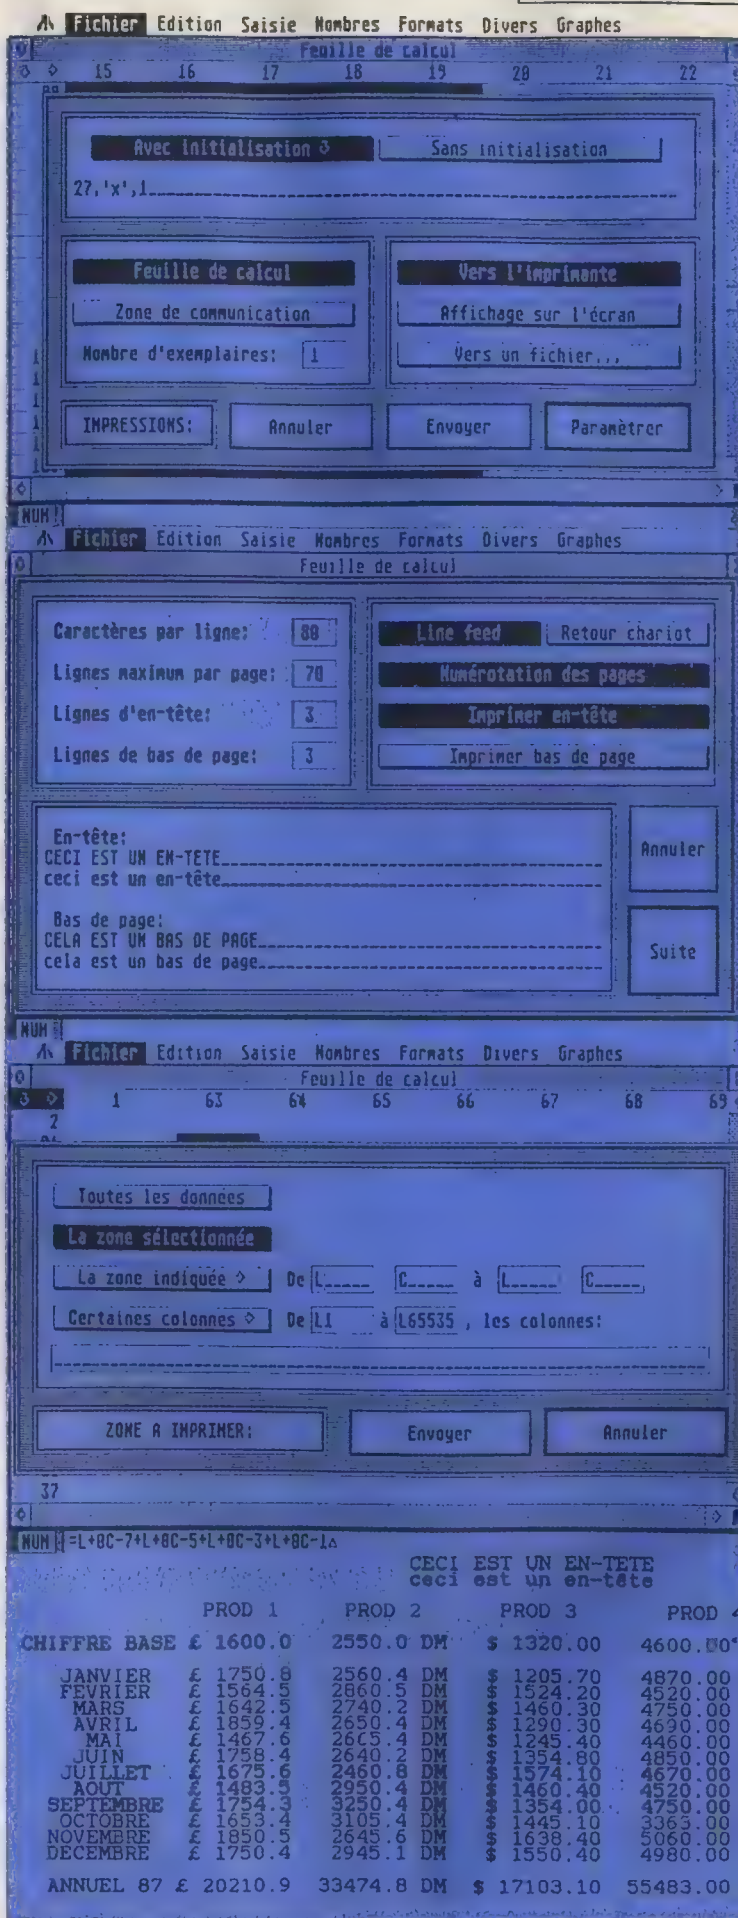 Fichier Edition Saisie Nombres Formats Divers Graphes
Feuille de calcul
15 16 17 18 19 20 21 22
Avec initialisation Sans initialisation
27,'x',1
Feuille de calcul Vers l'imprimante
Zone de communication Affichage sur l'écran
Nombre d'exemplaires: 1 Vers un fichier...
IMPRESSIONS: Annuler Envoyer Paramètrer
NUM
Fichier Edition Saisie Nombres Formats Divers Graphes
Feuille de calcul
Caractères par ligne: 80 Line feed Retour chariot
Lignes maximum par page: 70 Numérotation des pages
Lignes d'en-tête: 3 Imprimer en-tête
Lignes de bas de page: 3 Imprimer bas de page
En-tête:
CECI EST UN EN-TETE
ceci est un en-tête
Annuler
Bas de page:
CELA EST UN BAS DE PAGE
cela est un bas de page
Suite
NUM
Fichier Edition Saisie Nombres Formats Divers Graphes
Feuille de calcul
1 63 64 65 66 67 68 69
2
Toutes les données
La zone sélectionnée
La zone indiquée De L C à L C
Certaines colonnes De L1 à L65535 , les colonnes:
ZONE A IMPRIMER: Envoyer Annuler
37
NUM =L+8C-7+L+8C-5+L+8C-3+L+8C-1
CECI EST UN EN-TETE
ceci est un en-tête
PROD 1 PROD 2 PROD 3 PROD 4
CHIFFRE BASE £ 1600.0 2550.0 DM $ 1320.00 4600.00
JANVIER £ 1750.8 2560.4 DM $ 1205.70 4870.00
FEVRIER £ 1564.5 2860.5 DM $ 1524.20 4520.00
MARS £ 1642.5 2740.2 DM $ 1460.30 4750.00
AVRIL £ 1859.4 2650.4 DM $ 1290.30 4690.00
MAI £ 1467.6 2665.4 DM $ 1245.40 4460.00
JUIN £ 1758.4 2640.2 DM $ 1354.80 4850.00
JUILLET £ 1675.6 2460.8 DM $ 1574.10 4670.00
AOUT £ 1483.5 2950.4 DM $ 1460.40 4520.00
SEPTEMBRE £ 1754.3 3250.4 DM $ 1354.00 4750.00
OCTOBRE £ 1653.4 3105.4 DM $ 1445.10 3363.00
NOVEMBRE £ 1850.5 2645.6 DM $ 1638.40 5060.00
DECEMBRE £ 1750.4 2945.1 DM $ 1550.40 4980.00
ANNUEL 87 £ 20210.9 33474.8 DM $ 17103.10 55483.00